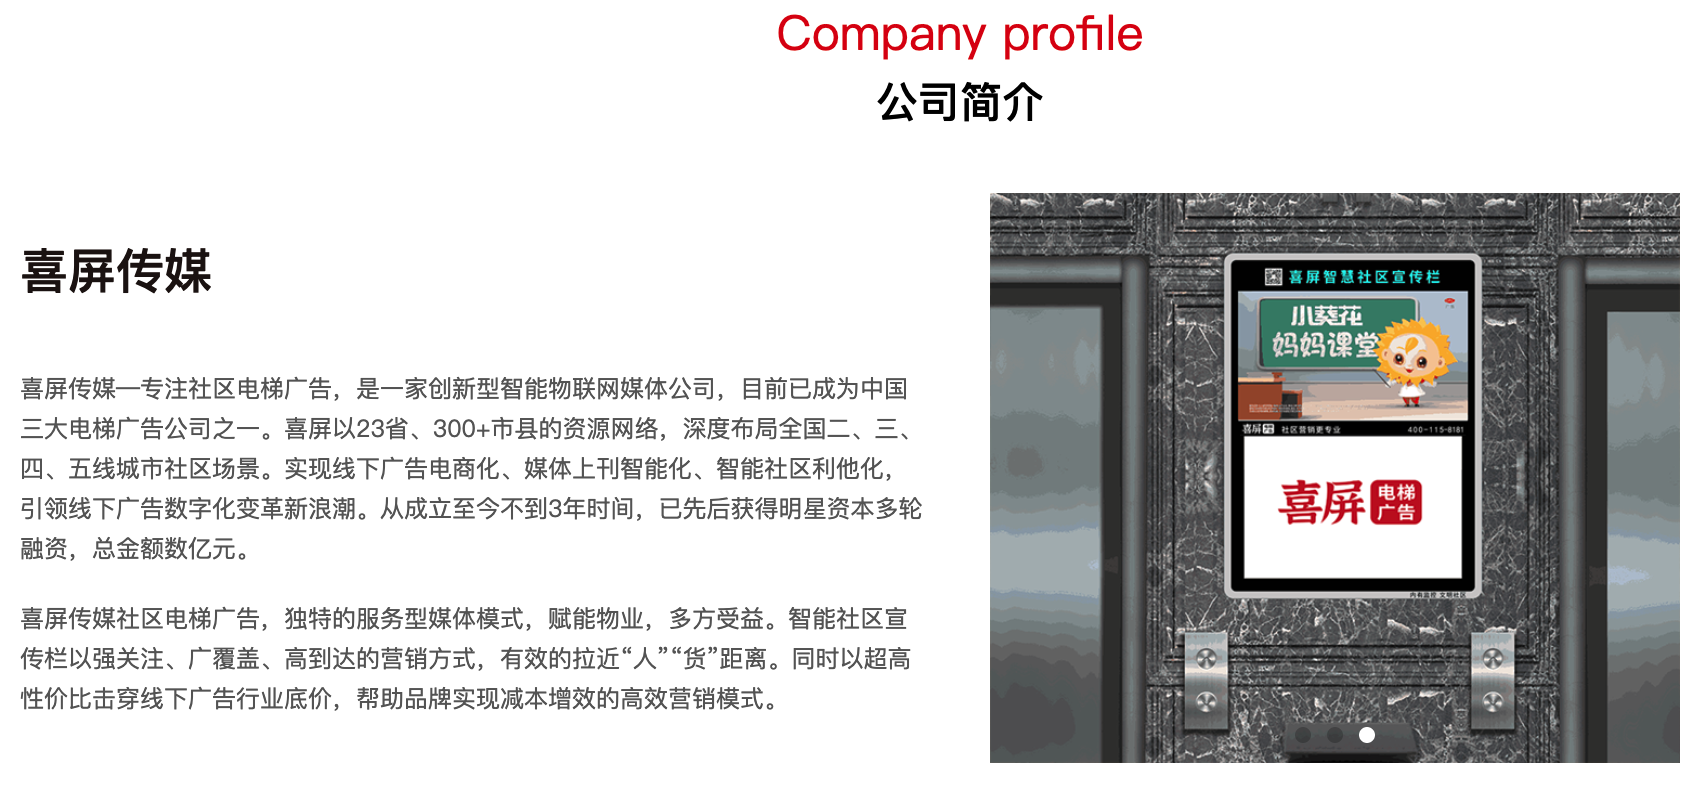 Company profile
公司简介
喜屏传媒
喜屏传媒—专注社区电梯广告，是一家创新型智能物联网媒体公司，目前已成为中国
三大电梯广告公司之一。喜屏以23省、300+市县的资源网络，深度布局全国二、三、
四、五线城市社区场景。实现线下广告电商化、媒体上刊智能化、智能社区利他化，
引领线下广告数字化变革新浪潮。从成立至今不到3年时间，已先后获得明星资本多轮
融资，总金额数亿元。
喜屏传媒社区电梯广告，独特的服务型媒体模式，赋能物业，多方受益。智能社区宣
传栏以强关注、广覆盖、高到达的营销方式，有效的拉近“人”“货”距离。同时以超高
性价比击穿线下广告行业底价，帮助品牌实现减本增效的高效营销模式。
喜屏智慧社区宣传栏
小葵花
妈妈课堂
喜屏 社区营销更专业 400-115-8181
喜屏 电梯
广告
内有监控 文明社区